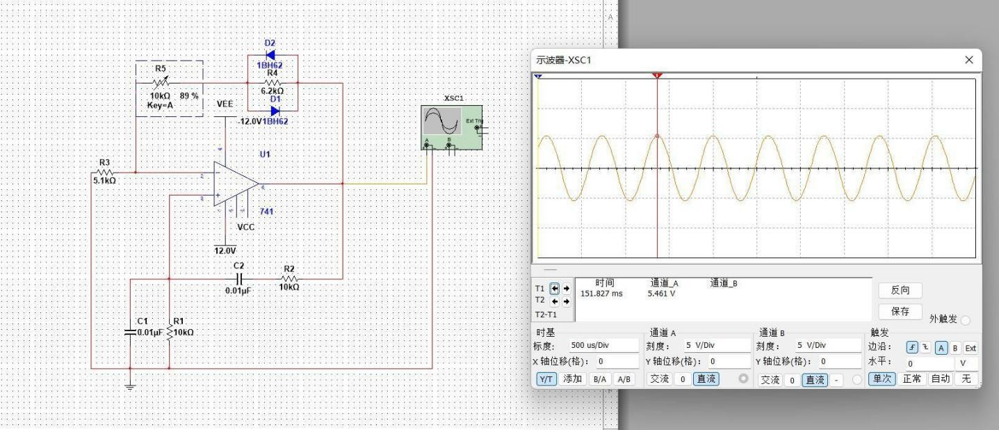 A
D2
1BH62
R5
R4
10kΩ
89 %
6.2kΩ
Key=A
D1
VEE
-12.0V
1BH62
XSC1
Ext Trig
A
B
U1
R3
5.1kΩ
2
6
3
741
VCC
12.0V
C2
R2
0.01µF
10kΩ
C1
R1
0.01µF
10kΩ
示波器-XSC1
T1
T2
T2-T1
时间
通道_A
通道_B
151.827 ms
5.461 V
反向
保存
外触发
时基
标度:
500 us/Div
X 轴位移(格):
0
Y/T
添加
B/A
A/B
通道 A
刻度:
5 V/Div
Y 轴位移(格):
0
交流
0
直流
通道 B
刻度:
5 V/Div
Y 轴位移(格):
0
交流
0
直流
-
触发
边沿:
A
B
Ext
水平:
0
V
单次
正常
自动
无